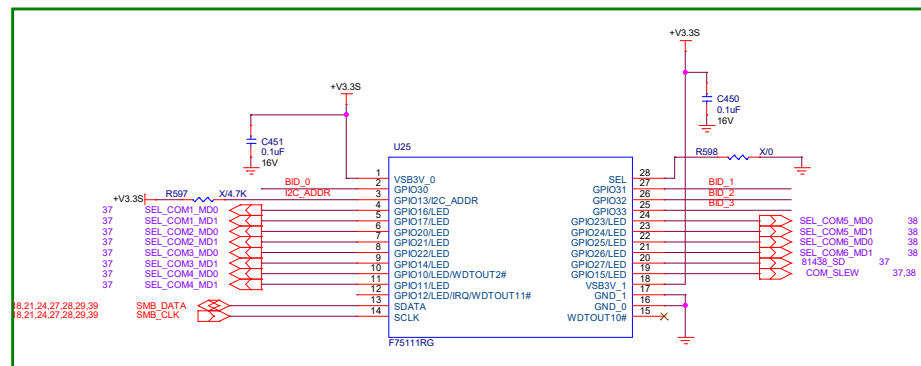 +V3.3S
C450
0.1uF
16V
+V3.3S
C451
0.1uF
16V
U25
R598
X/0
1
VSB3V_0
SEL
28
BID_0
2
GPIO30
GPIO31
27
BID_1
+V3.3S
R597
X/4.7K
I2C_ADDR
3
GPIO13/I2C_ADDR
GPIO32
26
BID_2
37
SEL_COM1_MD0
4
GPIO16/LED
GPIO33
25
BID_3
37
SEL_COM1_MD1
5
GPIO17/LED
GPIO23/LED
24
SEL_COM5_MD0
38
37
SEL_COM2_MD0
6
GPIO20/LED
GPIO24/LED
23
SEL_COM5_MD1
38
37
SEL_COM2_MD1
7
GPIO21/LED
GPIO25/LED
22
SEL_COM6_MD0
38
37
SEL_COM3_MD0
8
GPIO22/LED
GPIO26/LED
21
SEL_COM6_MD1
38
37
SEL_COM3_MD1
9
GPIO14/LED
GPIO27/LED
20
81438_SD
37
37
SEL_COM4_MD0
10
GPIO10/LED/WDTOUT2#
GPIO15/LED
19
COM_SLEW
37,38
37
SEL_COM4_MD1
11
GPIO11/LED
VSB3V_1
18
12
GPIO12/LED/IRQ/WDTOUT11#
GND_1
17
8,21,24,27,28,29,39
SMB_DATA
13
SDATA
GND_0
16
8,21,24,27,28,29,39
SMB_CLK
14
SCLK
WDTOUT10#
15
F75111RG